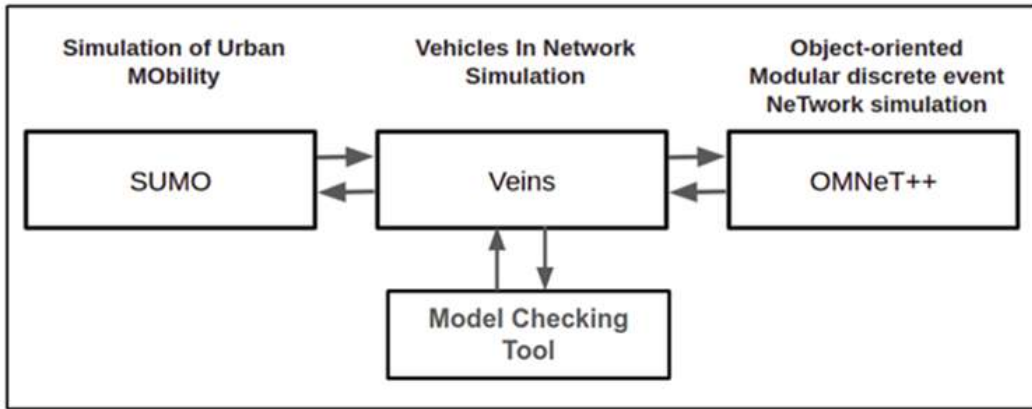 Simulation of Urban
MObility
Vehicles In Network
Simulation
Object-oriented
Modular discrete event
NeTwork simulation
SUMO
Veins
OMNeT++
Model Checking
Tool